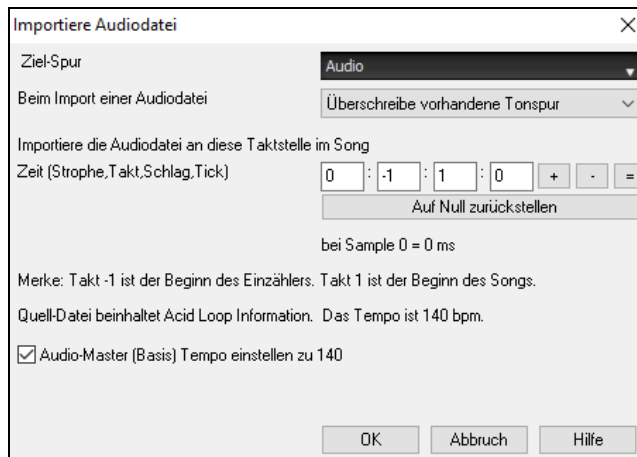 Importiere Audiodatei
Ziel-Spur
Audio
Beim Import einer Audiodatei
Überschreibe vorhandene Tonspur
Importiere die Audiodatei an diese Taktstelle im Song
Zeit (Strophe,Takt,Schlag,Tick)
0 : -1 : 1 : 0 + - =
Auf Null zurückstellen
bei Sample 0 = 0 ms
Merke: Takt -1 ist der Beginn des Einzählers. Takt 1 ist der Beginn des Songs.
Quell-Datei beinhaltet Acid Loop Information. Das Tempo ist 140 bpm.
Audio-Master (Basis) Tempo einstellen zu 140
OK Abbruch Hilfe